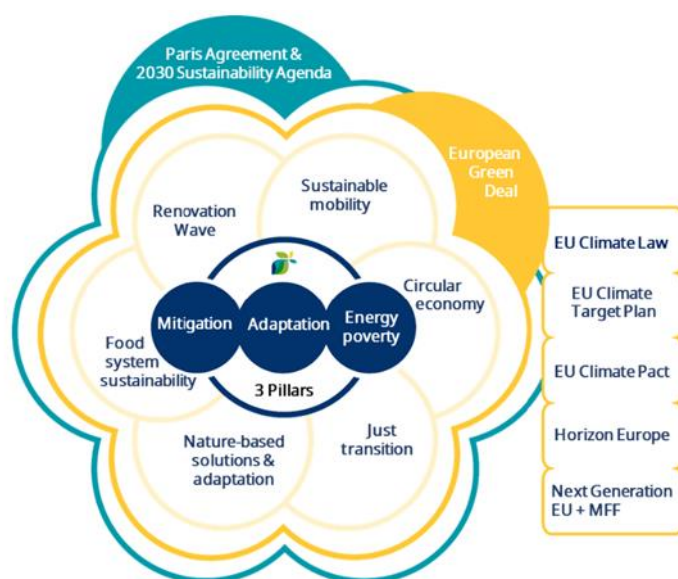 Paris Agreement &
2030 Sustainability Agenda
European
Green
Deal
Sustainable
mobility
Renovation
Wave
Circular
economy
Mitigation
Adaptation
Energy
poverty
Food
system
sustainability
3 Pillars
Nature-based
solutions &
adaptation
Just
transition
EU Climate Law
EU Climate
Target Plan
EU Climate Pact
Horizon Europe
Next Generation
EU + MFF